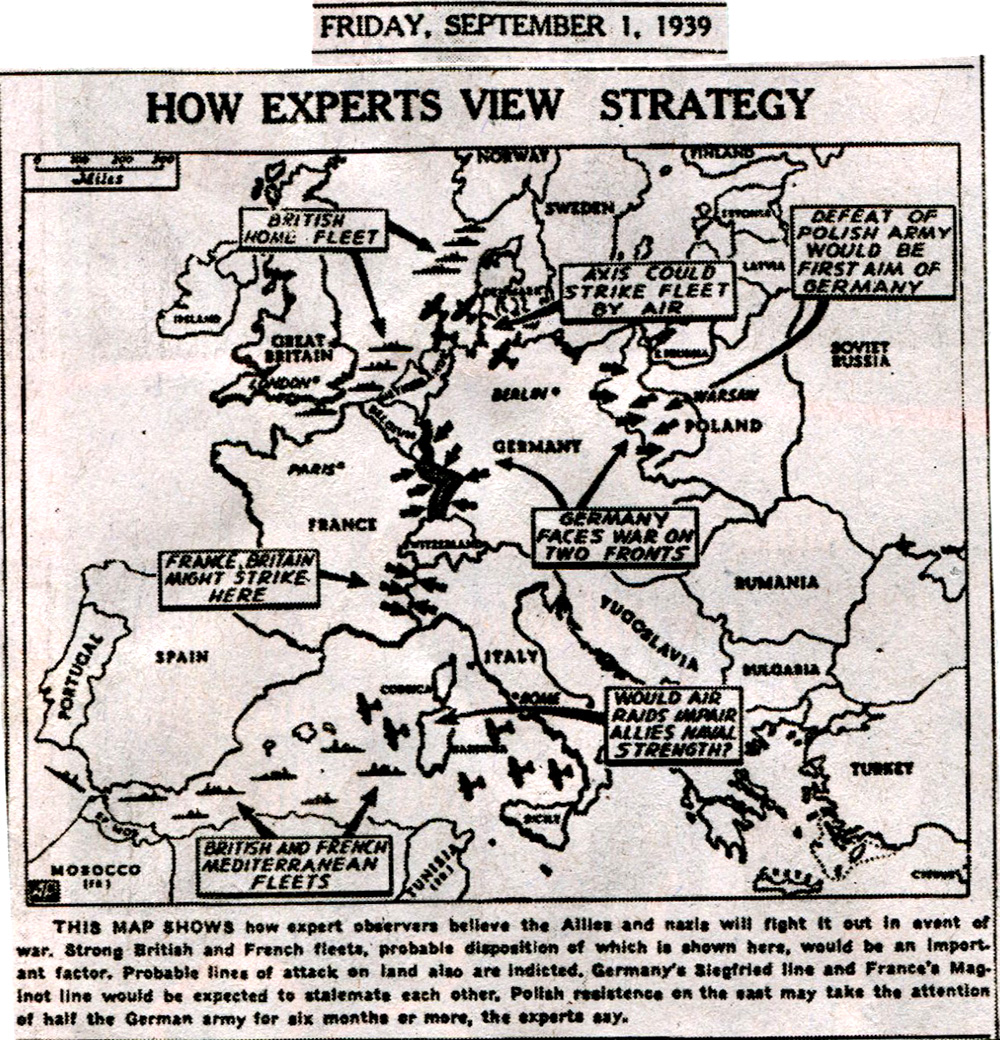 FRIDAY, SEPTEMBER 1, 1939
HOW EXPERTS VIEW STRATEGY
0 100 200 300
Miles
NORWAY
FINLAND
SWEDEN
ESTONIA
LATVIA
BRITISH
HOME FLEET
DEFEAT OF
POLISH ARMY
WOULD BE
FIRST AIM OF
GERMANY
AXIS COULD
STRIKE FLEET
BY AIR
DENMARK
IRELAND
GREAT
BRITAIN
LONDON
E. PRUSSIA
SOVIET
RUSSIA
BERLIN
WARSAW
POLAND
BELGIUM
GERMANY
PARIS
FRANCE
SWITZERLAND
GERMANY
FACES WAR ON
TWO FRONTS
FRANCE, BRITAIN
MIGHT STRIKE
HERE
RUMANIA
YUGOSLAVIA
PORTUGAL
SPAIN
ITALY
BULGARIA
CORSICA
ROME
WOULD AIR
RAIDS IMPAIR
ALLIES NAVAL
STRENGTH?
SARDINIA
TURKEY
SICILY
SP. MOR.
BRITISH AND FRENCH
MEDITERRANEAN
FLEETS
MOROCCO
(FR.)
TUNISIA
(FR.)
CRETE
CYPRUS
THIS MAP SHOWS how expert observers believe the Allies and nazis will fight it out in event of
war. Strong British and French fleets, probable disposition of which is shown here, would be an import-
ant factor. Probable lines of attack on land also are indicted. Germany's Siegfried line and France's Mag-
inot line would be expected to stalemate each other. Polish resistence on the east may take the attention
of half the German army for six months or more, the experts say.